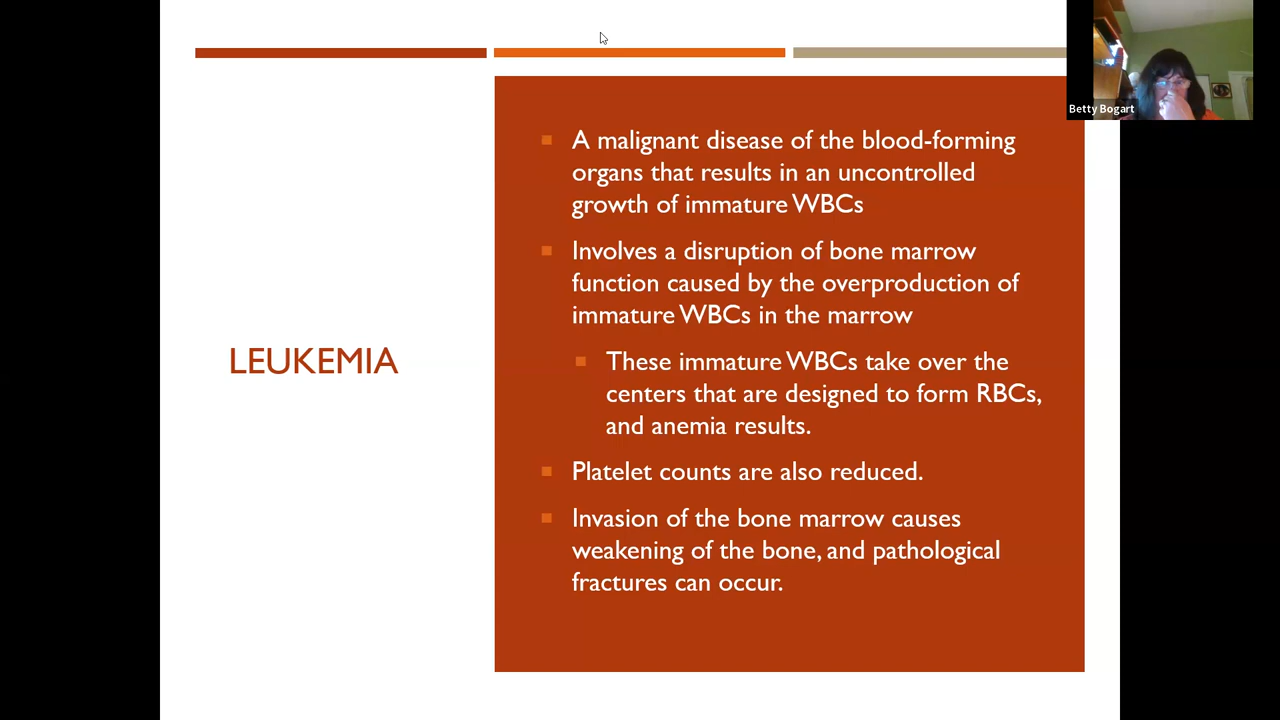 Betty Bogart
LEUKEMIA
A malignant disease of the blood-forming
organs that results in an uncontrolled
growth of immature WBCs
Involves a disruption of bone marrow
function caused by the overproduction of
immature WBCs in the marrow
These immature WBCs take over the
centers that are designed to form RBCs,
and anemia results.
Platelet counts are also reduced.
Invasion of the bone marrow causes
weakening of the bone, and pathological
fractures can occur.